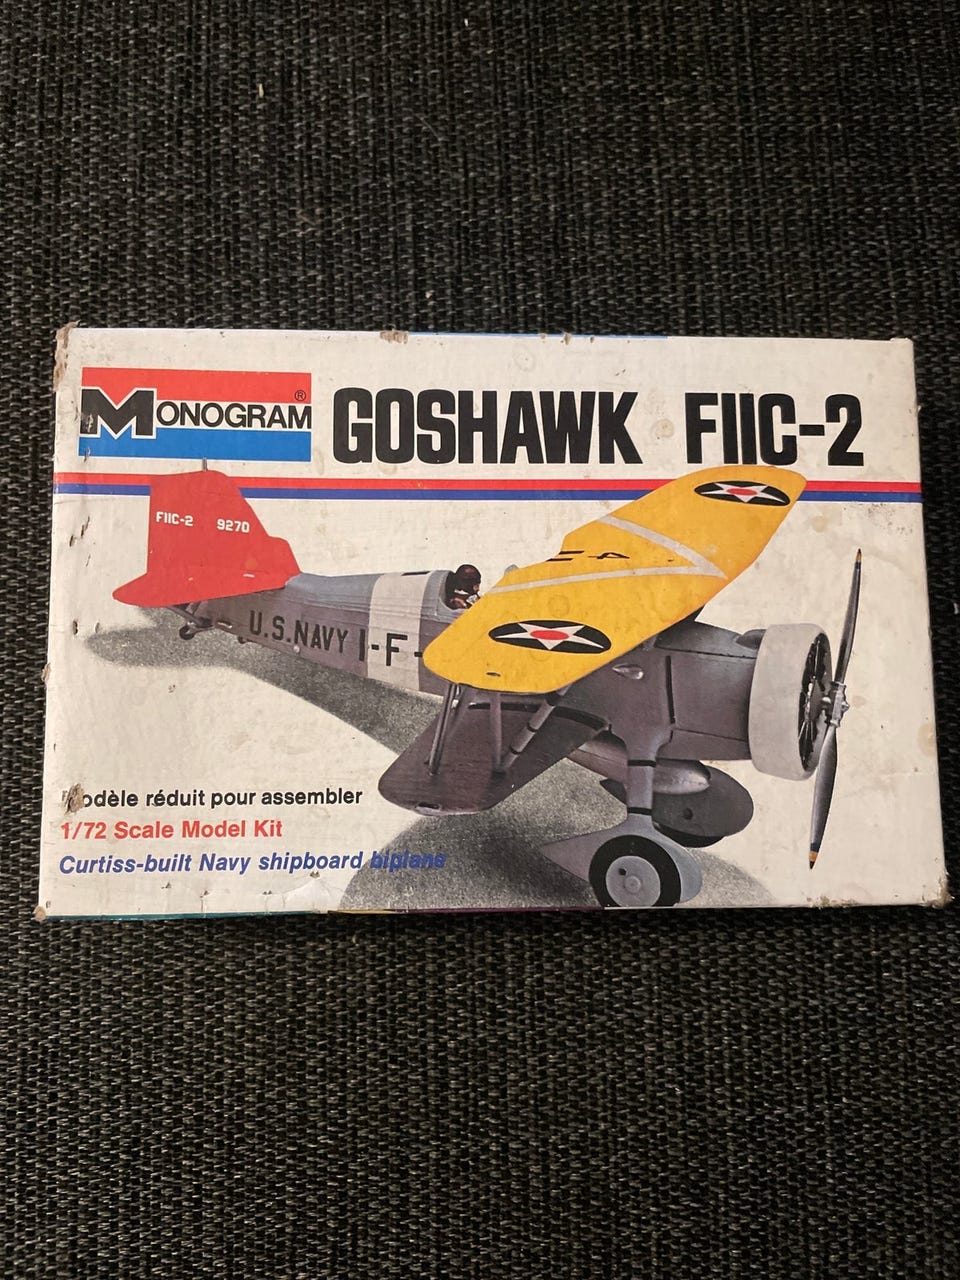 MONOGRAM®
GOSHAWK FIIC-2
FIIC-2 9270
U.S.NAVY I-F-
Modèle réduit pour assembler
1/72 Scale Model Kit
Curtiss-built Navy shipboard biplane